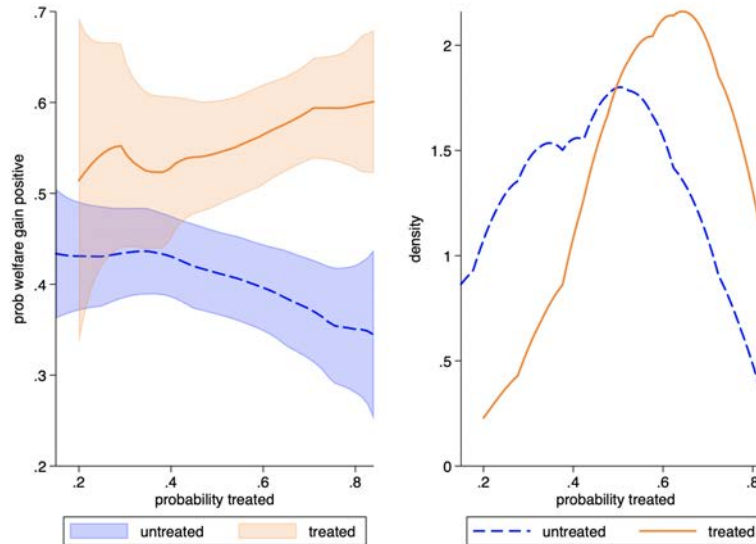 .7
.6
.5
.4
.3
.2
prob welfare gain positive
.2 .4 .6 .8
probability treated
untreated treated
2
1.5
1
.5
0
density
.2 .4 .6 .8
probability treated
untreated treated